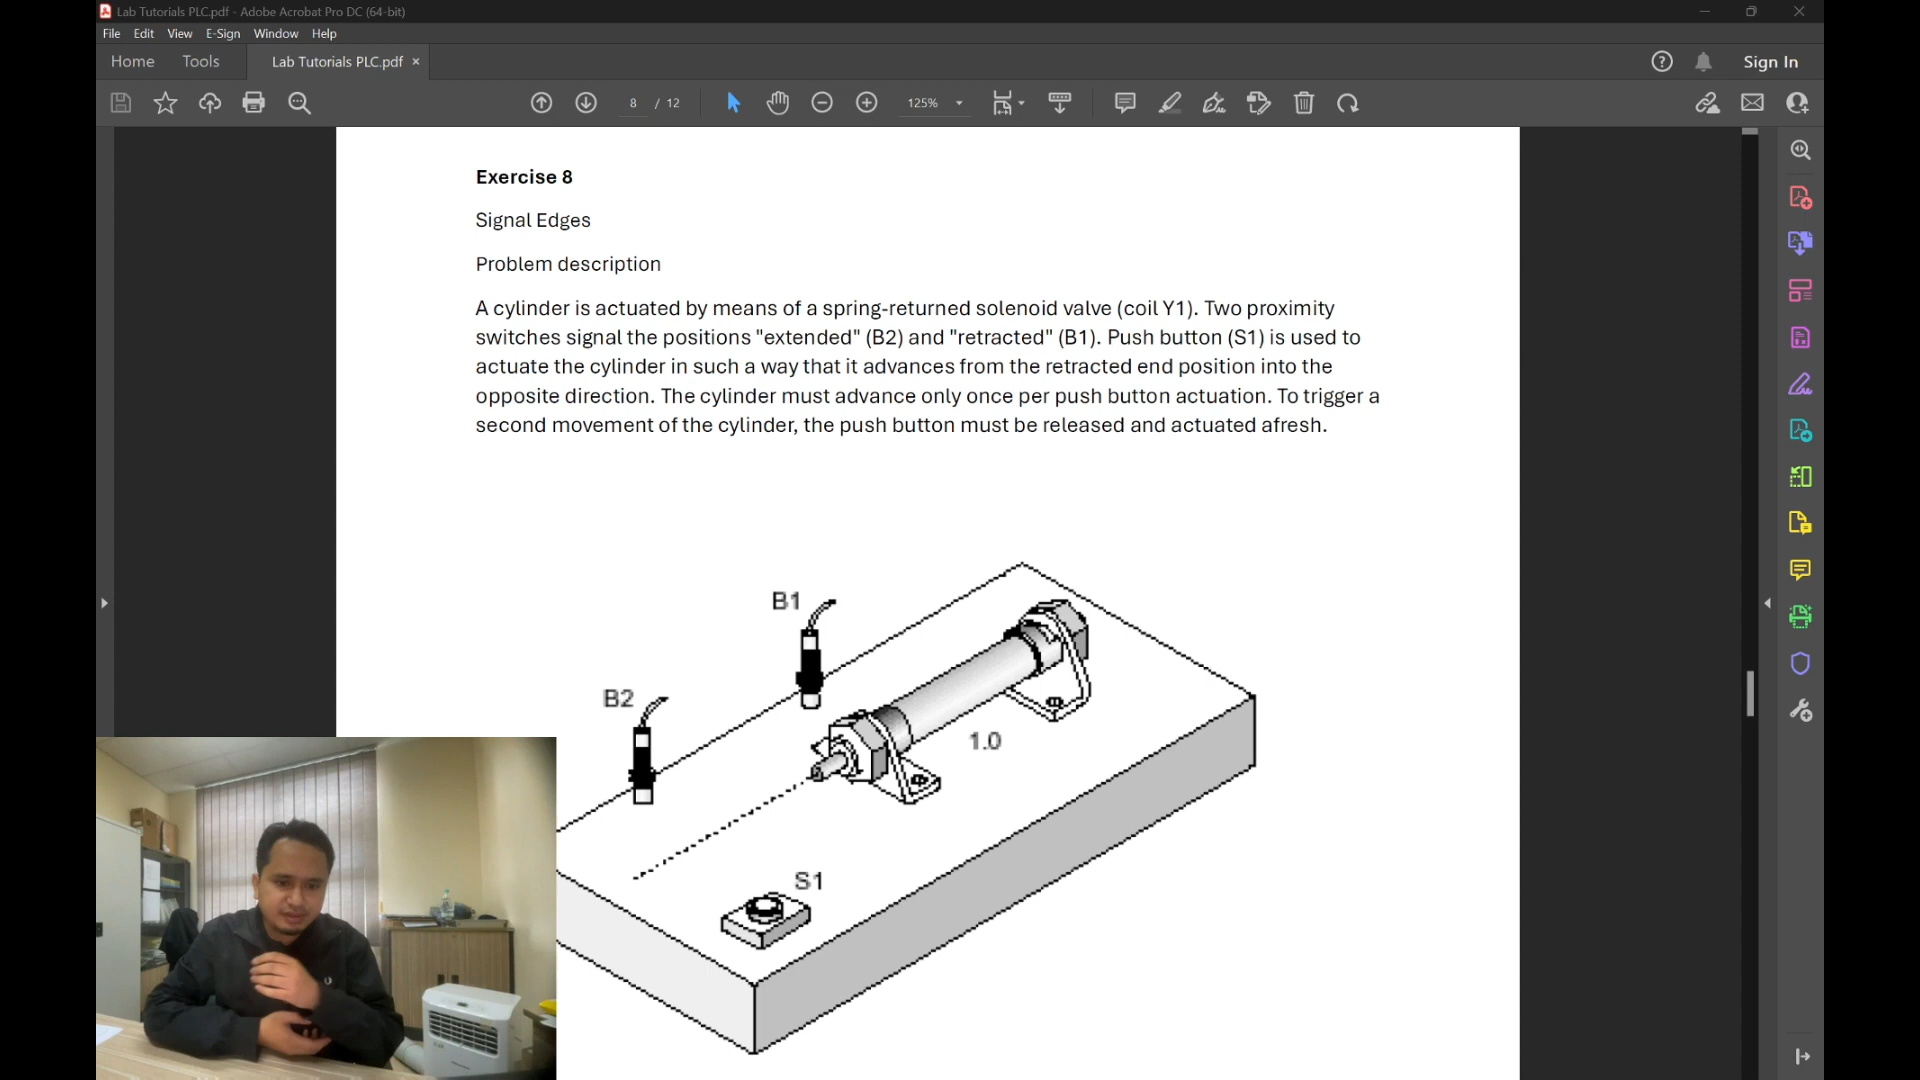 Lab Tutorials PLC.pdf - Adobe Acrobat Pro DC (64-bit)
File Edit View E-Sign Window Help
Home Tools Lab Tutorials PLC.pdf × Sign In
8 / 12 125%
Exercise 8
Signal Edges
Problem description
A cylinder is actuated by means of a spring-returned solenoid valve (coil Y1). Two proximity
switches signal the positions "extended" (B2) and "retracted" (B1). Push button (S1) is used to
actuate the cylinder in such a way that it advances from the retracted end position into the
opposite direction. The cylinder must advance only once per push button actuation. To trigger a
second movement of the cylinder, the push button must be released and actuated afresh.
B1
B2
1.0
S1